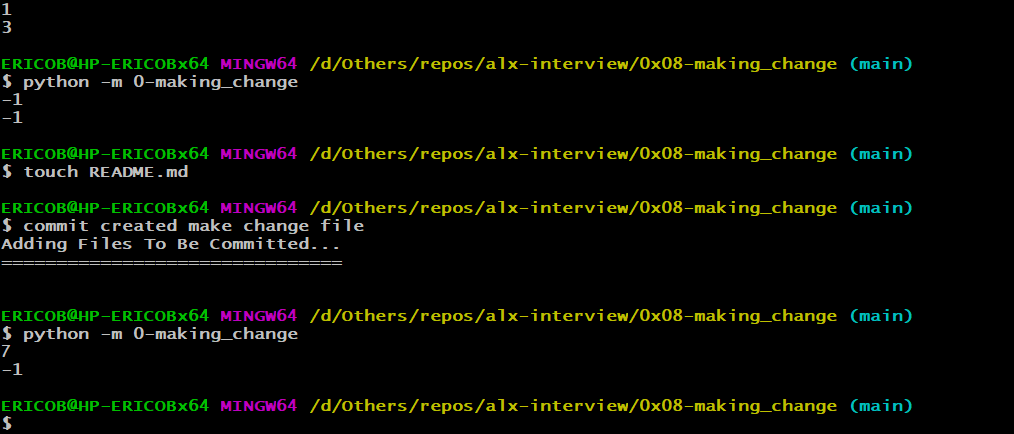 1
3
ERICOB@HP-ERICOBx64 MINGW64 /d/Others/repos/alx-interview/0x08-making_change (main)
$ python -m 0-making_change
-1
-1
ERICOB@HP-ERICOBx64 MINGW64 /d/Others/repos/alx-interview/0x08-making_change (main)
$ touch README.md
ERICOB@HP-ERICOBx64 MINGW64 /d/Others/repos/alx-interview/0x08-making_change (main)
$ commit created make change file
Adding Files To Be Committed...
===============================
ERICOB@HP-ERICOBx64 MINGW64 /d/Others/repos/alx-interview/0x08-making_change (main)
$ python -m 0-making_change
7
-1
ERICOB@HP-ERICOBx64 MINGW64 /d/Others/repos/alx-interview/0x08-making_change (main)
$